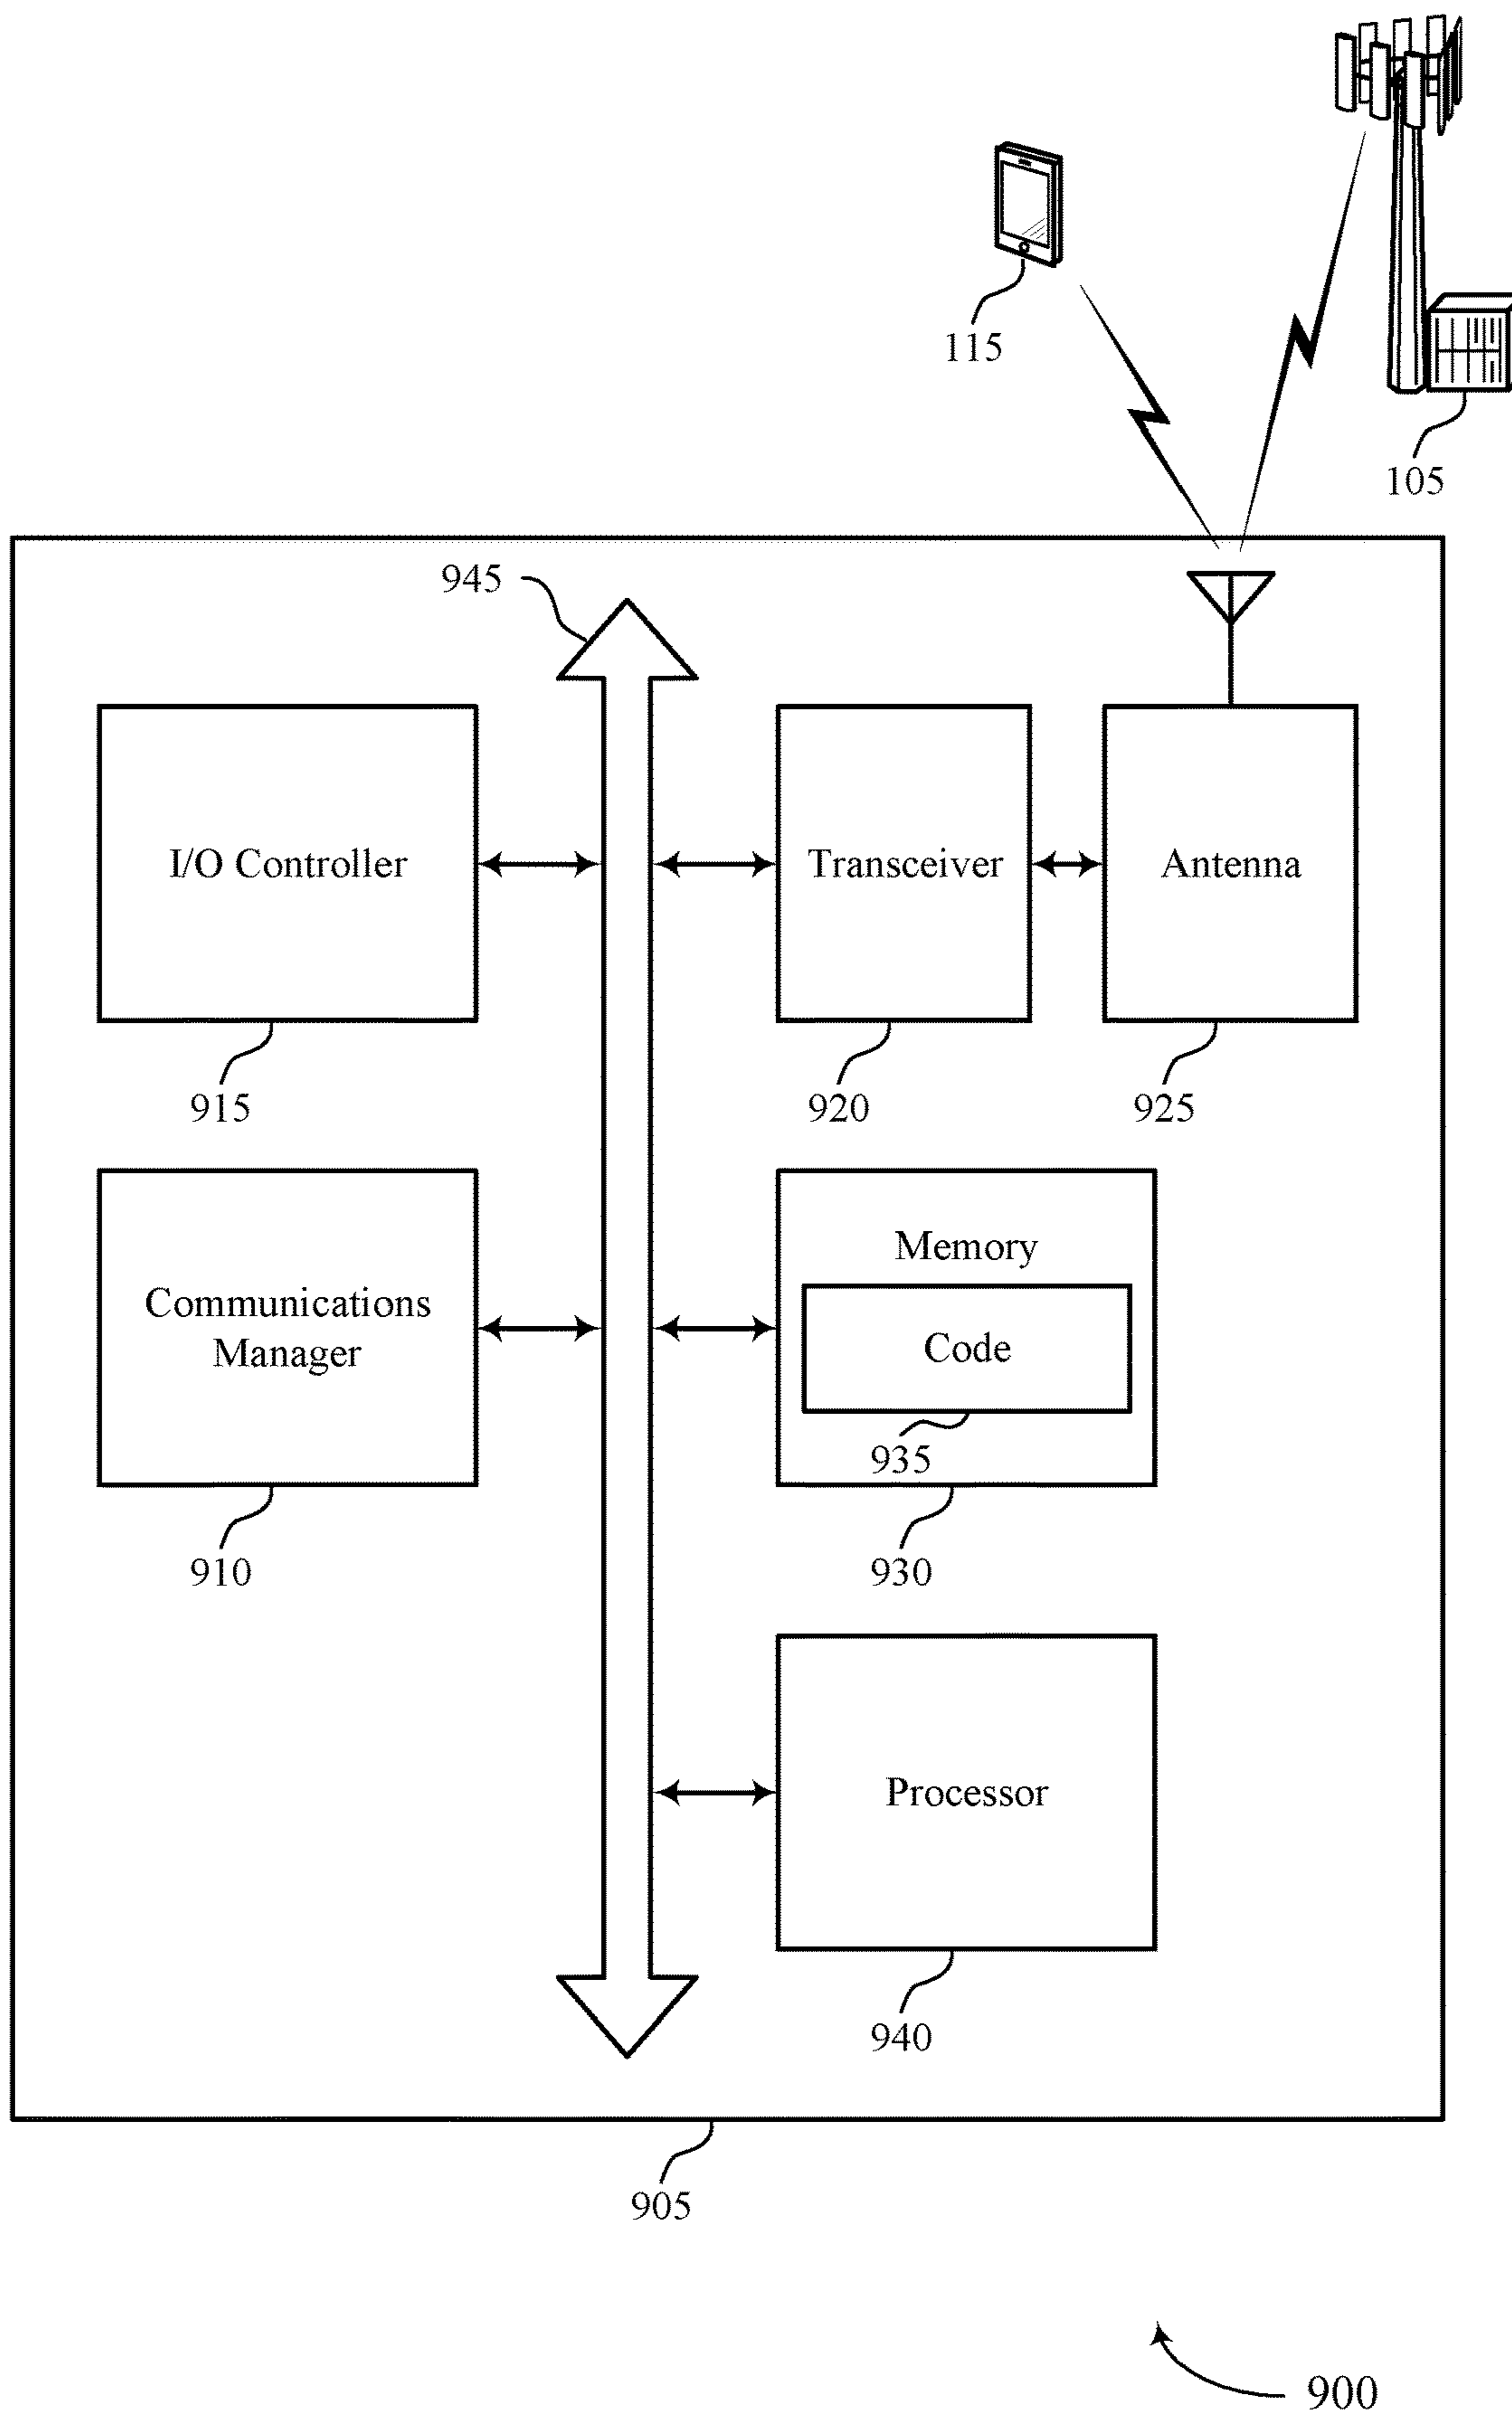 115
105
945
I/O Controller
Transceiver
Antenna
915
920
925
Communications
Manager
Memory
Code
935
910
930
Processor
940
905
900